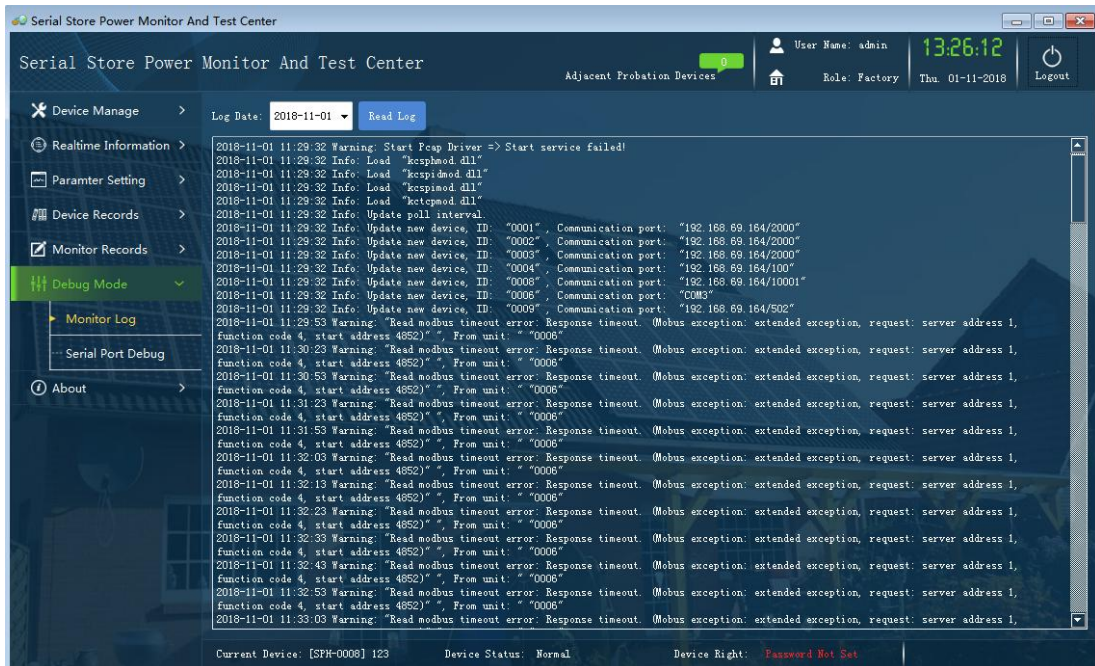 Serial Store Power Monitor And Test Center
Serial Store Power Monitor And Test Center
0
Adjacent Probation Devices
User Name: admin
Role: Factory
13:26:12
Thu. 01-11-2018
Logout
Device Manage >
Realtime Information >
Paramter Setting >
Device Records >
Monitor Records >
Debug Mode
Monitor Log
Serial Port Debug
About >
Log Date: 2018-11-01 Read Log
2018-11-01 11:29:32 Warning: Start Pcap Driver => Start service failed!
2018-11-01 11:29:32 Info: Load "kcsphmod.dll"
2018-11-01 11:29:32 Info: Load "kcspidmod.dll"
2018-11-01 11:29:32 Info: Load "kcspimod.dll"
2018-11-01 11:29:32 Info: Load "kctcpmod.dll"
2018-11-01 11:29:32 Info: Update poll interval.
2018-11-01 11:29:32 Info: Update new device, ID: "0001" , Communication port: "192.168.69.164/2000"
2018-11-01 11:29:32 Info: Update new device, ID: "0002" , Communication port: "192.168.69.164/2000"
2018-11-01 11:29:32 Info: Update new device, ID: "0003" , Communication port: "192.168.69.164/2000"
2018-11-01 11:29:32 Info: Update new device, ID: "0004" , Communication port: "192.168.69.164/100"
2018-11-01 11:29:32 Info: Update new device, ID: "0008" , Communication port: "192.168.69.164/10001"
2018-11-01 11:29:32 Info: Update new device, ID: "0006" , Communication port: "COM3"
2018-11-01 11:29:32 Info: Update new device, ID: "0009" , Communication port: "192.168.69.164/502"
2018-11-01 11:29:53 Warning: "Read modbus timeout error: Response timeout. (Mobus exception: extended exception, request: server address 1,
function code 4, start address 4852)" ", From unit: " "0006"
2018-11-01 11:30:23 Warning: "Read modbus timeout error: Response timeout. (Mobus exception: extended exception, request: server address 1,
function code 4, start address 4852)" ", From unit: " "0006"
2018-11-01 11:30:53 Warning: "Read modbus timeout error: Response timeout. (Mobus exception: extended exception, request: server address 1,
function code 4, start address 4852)" ", From unit: " "0006"
2018-11-01 11:31:23 Warning: "Read modbus timeout error: Response timeout. (Mobus exception: extended exception, request: server address 1,
function code 4, start address 4852)" ", From unit: " "0006"
2018-11-01 11:31:53 Warning: "Read modbus timeout error: Response timeout. (Mobus exception: extended exception, request: server address 1,
function code 4, start address 4852)" ", From unit: " "0006"
2018-11-01 11:32:03 Warning: "Read modbus timeout error: Response timeout. (Mobus exception: extended exception, request: server address 1,
function code 4, start address 4852)" ", From unit: " "0006"
2018-11-01 11:32:13 Warning: "Read modbus timeout error: Response timeout. (Mobus exception: extended exception, request: server address 1,
function code 4, start address 4852)" ", From unit: " "0006"
2018-11-01 11:32:23 Warning: "Read modbus timeout error: Response timeout. (Mobus exception: extended exception, request: server address 1,
function code 4, start address 4852)" ", From unit: " "0006"
2018-11-01 11:32:33 Warning: "Read modbus timeout error: Response timeout. (Mobus exception: extended exception, request: server address 1,
function code 4, start address 4852)" ", From unit: " "0006"
2018-11-01 11:32:43 Warning: "Read modbus timeout error: Response timeout. (Mobus exception: extended exception, request: server address 1,
function code 4, start address 4852)" ", From unit: " "0006"
2018-11-01 11:32:53 Warning: "Read modbus timeout error: Response timeout. (Mobus exception: extended exception, request: server address 1,
function code 4, start address 4852)" ", From unit: " "0006"
2018-11-01 11:33:03 Warning: "Read modbus timeout error: Response timeout. (Mobus exception: extended exception, request: server address 1,
Current Device: [SPH-0008] 123 Device Status: Normal Device Right: Password Not Set